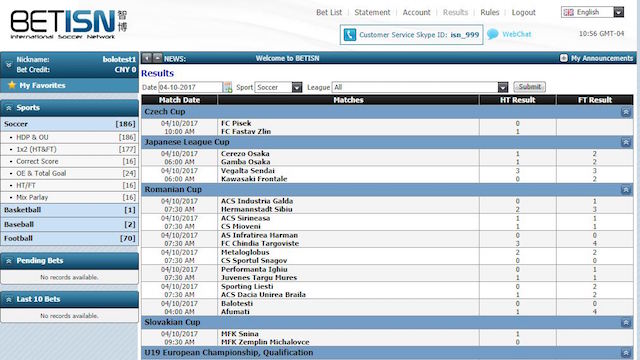 BETISN 智博
International Soccer Network
Bet List | Statement Account | Results | Rules | Logout
English
Customer Service Skype ID: isn_999
WebChat
10:56 GMT-04
Nickname: bolotest1
Bet Credit: CNY 0
My Favorites
NEWS: Welcome to BETISN
My Announcements
Results
Date 04-10-2017 Sport Soccer League All Submit
Sports
Soccer [186]
• HDP & OU [186]
• 1x2 (HT&FT) [177]
• Correct Score [16]
• OE & Total Goal [24]
• HT/FT [16]
• Mix Parlay [16]
Basketball [1]
Baseball [2]
Football [70]
Pending Bets
No records available.
Last 10 Bets
No records available.
Match Date Matches HT Result FT Result
Czech Cup
04/10/2017 FC Pisek 0
10:00 AM FC Fastav Zlin 1
Japanese League Cup
04/10/2017 Cerezo Osaka 1 2
06:00 AM Gamba Osaka 1 2
04/10/2017 Vegalta Sendai 3 3
06:00 AM Kawasaki Frontale 0 2
Romanian Cup
04/10/2017 ACS Industria Galda 0 1
07:30 AM Hermannstadt Sibiu 2 3
04/10/2017 ACS Sirineasa 1 1
07:30 AM CS Mioveni 1 1
04/10/2017 AS Infratirea Harman 0 0
07:30 AM FC Chindia Targoviste 3 4
04/10/2017 Metaloglobus 2 2
07:30 AM CS Sportul Snagov 0 0
04/10/2017 Performanta Ighiu 0 1
07:30 AM Juvenes Targu Mures 1 1
04/10/2017 Sporting Liesti 0 2
07:30 AM ACS Dacia Unirea Braila 1 2
04/10/2017 Balotesti 0 0
04:00 AM Afumati 1 4
Slovakian Cup
04/10/2017 MFK Snina 1
09:30 AM MFK Zemplin Michalovce 0
U19 European Championship, Qualification